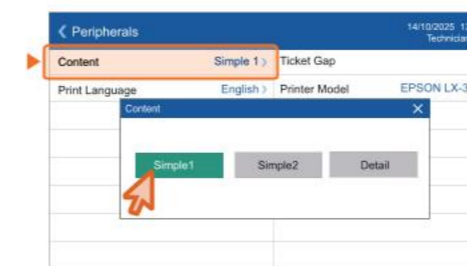 Peripherals
14/10/2025
Content Simple 1 Ticket Gap
Print Language English Printer Model EPSON LX-3
Content
Simple1 Simple2 Detail